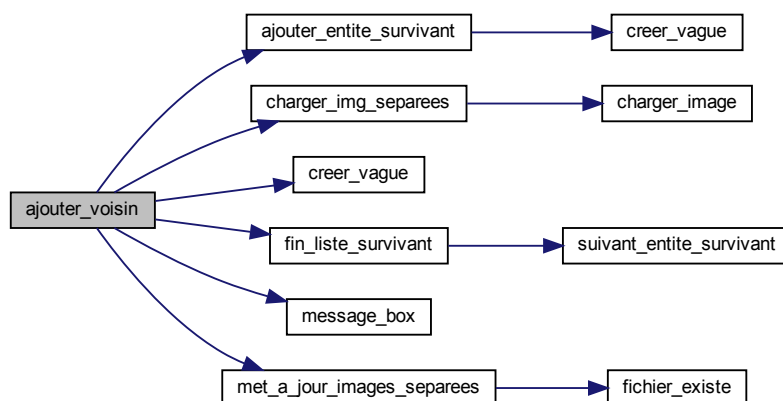 ajouter_entite_survivant
creer_vague
charger_img_separees
charger_image
creer_vague
ajouter_voisin
fin_liste_survivant
suivant_entite_survivant
message_box
met_a_jour_images_separees
fichier_existe